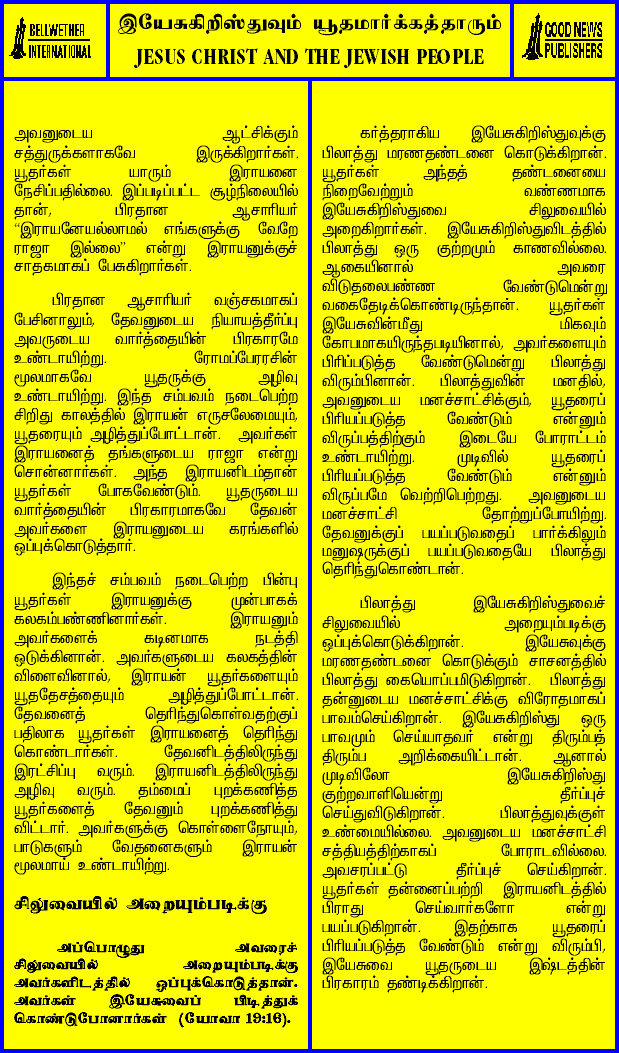 BELLWETHER
INTERNATIONAL
இயேசுகிறிஸ்துவும் யூதமார்க்கத்தாரும்
JESUS CHRIST AND THE JEWISH PEOPLE
GOOD NEWS
PUBLISHERS
அவனுடைய ஆட்சிக்கும்
சத்துருக்களாகவே இருக்கிறார்கள்.
யூதர்கள் யாரும் இராயனை
நேசிப்பதில்லை. இப்படிப்பட்ட சூழ்நிலையில்
தான், பிரதான ஆசாரியர்
“இராயனேயல்லாமல் எங்களுக்கு வேறே
ராஜா இல்லை” என்று இராயனுக்குச்
சாதகமாகப் பேசுகிறார்கள்.
பிரதான ஆசாரியர் வஞ்சகமாகப்
பேசினாலும், தேவனுடைய நியாயத்தீர்ப்பு
அவருடைய வார்த்தையின் பிரகாரமே
உண்டாயிற்று. ரோமப்பேரரசின்
மூலமாகவே யூதருக்கு அழிவு
உண்டாயிற்று. இந்த சம்பவம் நடைபெற்ற
சிறிது காலத்தில் இராயன் எருசலேமையும்,
யூதரையும் அழித்துப்போட்டான். அவர்கள்
இராயனைத் தங்களுடைய ராஜா என்று
சொன்னார்கள். அந்த இராயனிடம்தான்
யூதர்கள் போகவேண்டும். யூதருடைய
வார்த்தையின் பிரகாரமாகவே தேவன்
அவர்களை இராயனுடைய கரங்களில்
ஒப்புக்கொடுத்தார்.
இந்தச் சம்பவம் நடைபெற்ற பின்பு
யூதர்கள் இராயனுக்கு முன்பாகக்
கலகம்பண்ணினார்கள். இராயனும்
அவர்களைக் கடினமாக நடத்தி
ஒடுக்கினான். அவர்களுடைய கலகத்தின்
விளைவினால், இராயன் யூதர்களையும்
யூததேசத்தையும் அழித்துப்போட்டான்.
தேவனைத் தெரிந்துகொள்வதற்குப்
பதிலாக யூதர்கள் இராயனைத் தெரிந்து
கொண்டார்கள். தேவனிடத்திலிருந்து
இரட்சிப்பு வரும். இராயனிடத்திலிருந்து
அழிவு வரும். தம்மைப் புறக்கணித்த
யூதர்களைத் தேவனும் புறக்கணித்து
விட்டார். அவர்களுக்கு கொள்ளைநோயும்,
பாடுகளும் வேதனைகளும் இராயன்
மூலமாய் உண்டாயிற்று.
சிலுவையில் அறையும்படிக்கு
அப்பொழுது அவரைச்
சிலுவையில் அறையும்படிக்கு
அவர்களிடத்தில் ஒப்புக்கொடுத்தான்.
அவர்கள் இயேசுவைப் பிடித்துக்
கொண்டுபோனார்கள் (யோவா 19:16).
கர்த்தராகிய இயேசுகிறிஸ்துவுக்கு
பிலாத்து மரணதண்டனை கொடுக்கிறான்.
யூதர்கள் அந்தத் தண்டனையை
நிறைவேற்றும் வண்ணமாக
இயேசுகிறிஸ்துவை சிலுவையில்
அறைகிறார்கள். இயேசுகிறிஸ்துவிடத்தில்
பிலாத்து ஒரு குற்றமும் காணவில்லை.
ஆகையினால் அவரை
விடுதலைபண்ண வேண்டுமென்று
வகைதேடிக்கொண்டிருந்தான். யூதர்கள்
இயேசுவின்மீது மிகவும்
கோபமாகயிருந்தபடியினால், அவர்களையும்
பிரிப்படுத்த வேண்டுமென்று பிலாத்து
விரும்பினான். பிலாத்துவின் மனதில்,
அவனுடைய மனச்சாட்சிக்கும், யூதரைப்
பிரியப்படுத்த வேண்டும் என்னும்
விருப்பத்திற்கும் இடையே போராட்டம்
உண்டாயிற்று. முடிவில் யூதரைப்
பிரியப்படுத்த வேண்டும் என்னும்
விருப்பமே வெற்றிபெற்றது. அவனுடைய
மனச்சாட்சி தோற்றுப்போயிற்று.
தேவனுக்குப் பயப்படுவதைப் பார்க்கிலும்
மனுஷருக்குப் பயப்படுவதையே பிலாத்து
தெரிந்துகொண்டான்.
பிலாத்து இயேசுகிறிஸ்துவைச்
சிலுவையில் அறையும்படிக்கு
ஒப்புக்கொடுக்கிறான். இயேசுவுக்கு
மரணதண்டனை கொடுக்கும் சாசனத்தில்
பிலாத்து கையொப்பமிடுகிறான். பிலாத்து
தன்னுடைய மனச்சாட்சிக்கு விரோதமாகப்
பாவம்செய்கிறான். இயேசுகிறிஸ்து ஒரு
பாவமும் செய்யாதவர் என்று திரும்பத்
திரும்ப அறிக்கையிட்டான். ஆனால்
முடிவிலோ இயேசுகிறிஸ்து
குற்றவாளியென்று தீர்ப்புச்
செய்துவிடுகிறான். பிலாத்துவுக்குள்
உண்மையில்லை. அவனுடைய மனச்சாட்சி
சத்தியத்திற்காகப் போராடவில்லை.
அவசரப்பட்டு தீர்ப்புச் செய்கிறான்.
யூதர்கள் தன்னைப்பற்றி இராயனிடத்தில்
பிராது செய்வார்களோ என்று
பயப்படுகிறான். இதற்காக யூதரைப்
பிரியப்படுத்த வேண்டும் என்று விரும்பி,
இயேசுவை யூதருடைய இஷ்டத்தின்
பிரகாரம் தண்டிக்கிறான்.